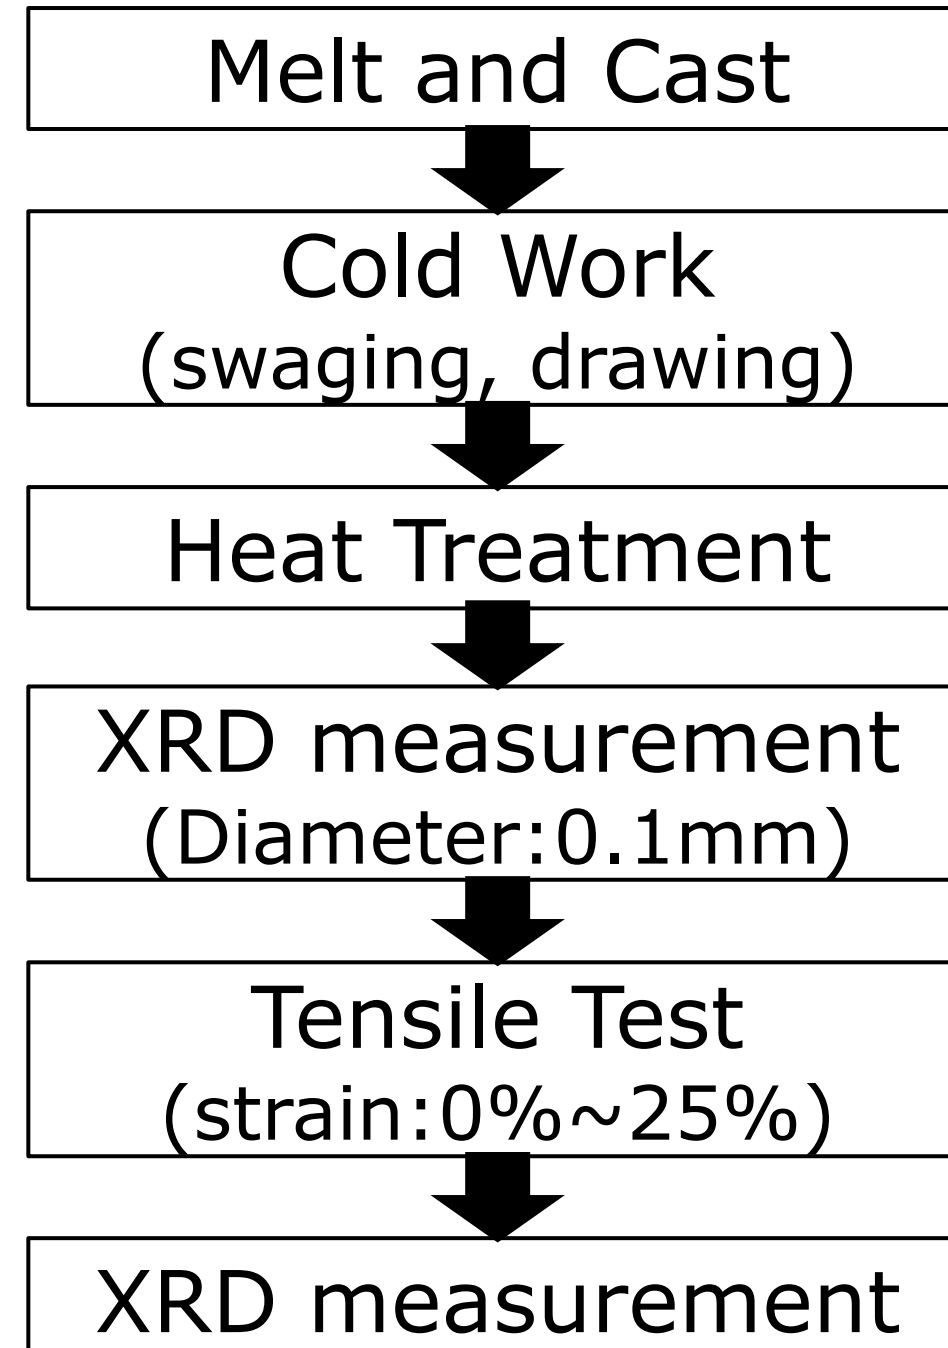 Melt and Cast
Cold Work
(swaging, drawing)
Heat Treatment
XRD measurement
(Diameter:0.1mm)
Tensile Test
(strain:0%~25%)
XRD measurement